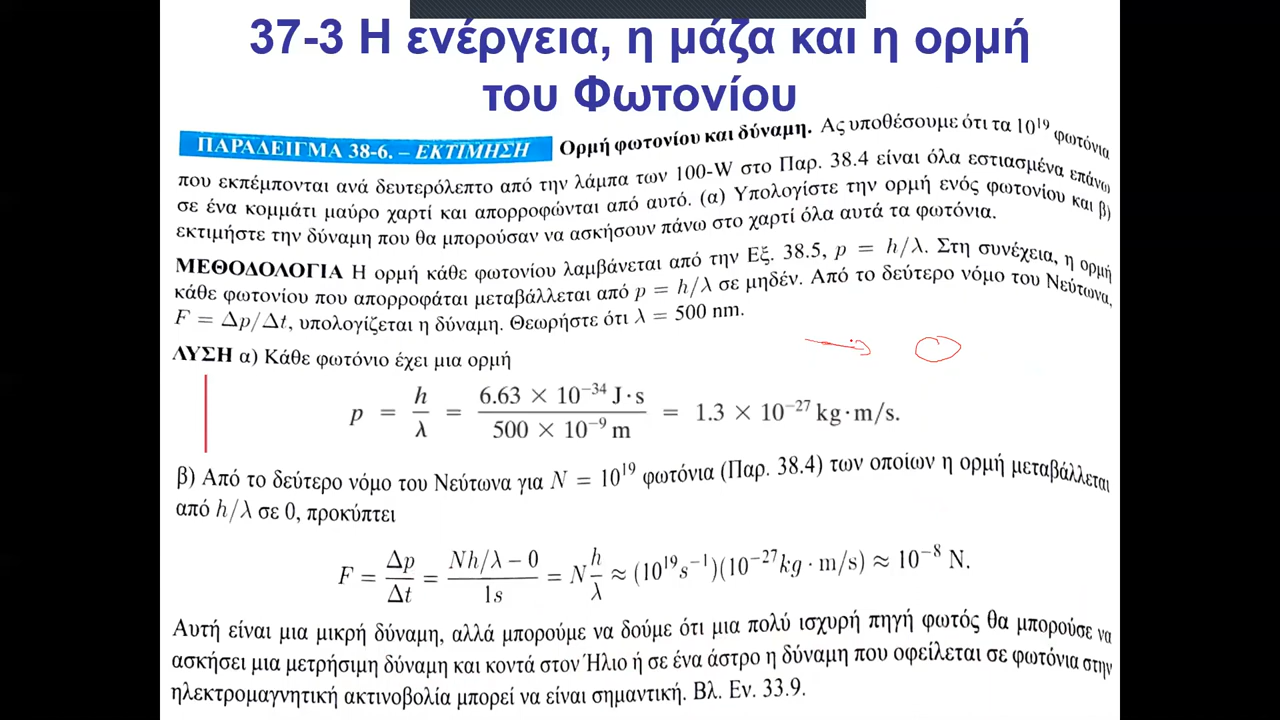 37-3 Η ενέργεια, η μάζα και η ορμή
του Φωτονίου
ΠΑΡΑΔΕΙΓΜΑ 38-6. – ΕΚΤΙΜΗΣΗ Ορμή φωτονίου και δύναμη. Ας υποθέσουμε ότι τα 10¹⁹ φωτόνια
που εκπέμπονται ανά δευτερόλεπτο από την λάμπα των 100-W στο Παρ. 38.4 είναι όλα εστιασμένα επάνω
σε ένα κομμάτι μαύρο χαρτί και απορροφώνται από αυτό. (α) Υπολογίστε την ορμή ενός φωτονίου και β)
εκτιμήστε την δύναμη που θα μπορούσαν να ασκήσουν πάνω στο χαρτί όλα αυτά τα φωτόνια.
ΜΕΘΟΔΟΛΟΓΙΑ Η ορμή κάθε φωτονίου λαμβάνεται από την Εξ. 38.5, p = h/λ. Στη συνέχεια, η ορμή
κάθε φωτονίου που απορροφάται μεταβάλλεται από p = h/λ σε μηδέν. Από το δεύτερο νόμο του Νεύτωνα,
F = Δp/Δt, υπολογίζεται η δύναμη. Θεωρήστε ότι λ = 500 nm.
ΛΥΣΗ α) Κάθε φωτόνιο έχει μια ορμή
p = h/λ = (6.63 × 10⁻³⁴ J·s)/(500 × 10⁻⁹ m) = 1.3 × 10⁻²⁷ kg·m/s.
β) Από το δεύτερο νόμο του Νεύτωνα για N = 10¹⁹ φωτόνια (Παρ. 38.4) των οποίων η ορμή μεταβάλλεται
από h/λ σε 0, προκύπτει
F = Δp/Δt = (Nh/λ − 0)/1s = N h/λ ≈ (10¹⁹s⁻¹)(10⁻²⁷kg · m/s) ≈ 10⁻⁸ N.
Αυτή είναι μια μικρή δύναμη, αλλά μπορούμε να δούμε ότι μια πολύ ισχυρή πηγή φωτός θα μπορούσε να
ασκήσει μια μετρήσιμη δύναμη και κοντά στον Ήλιο ή σε ένα άστρο η δύναμη που οφείλεται σε φωτόνια στην
ηλεκτρομαγνητική ακτινοβολία μπορεί να είναι σημαντική. Βλ. Εν. 33.9.